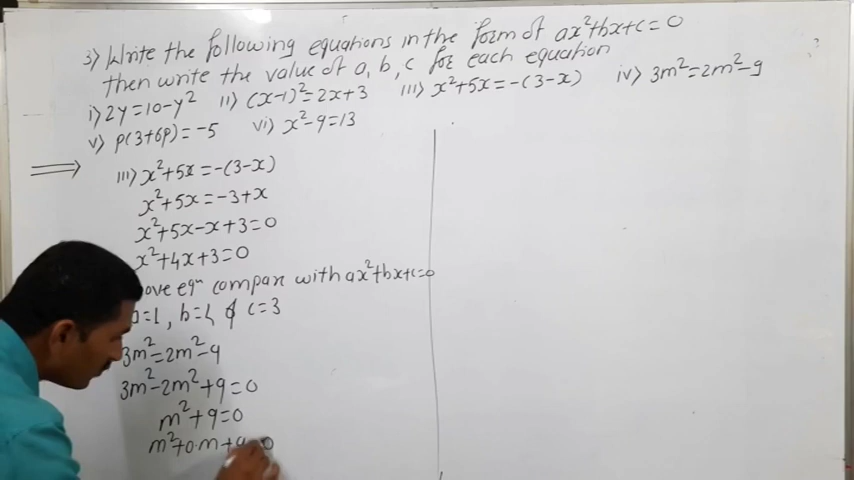 3) Write the following equations in the form of ax²+bx+c=0
then write the value of a, b, c for each equation
i) 2y=10-y² ii) (x-1)²=2x+3 iii) x²+5x=-(3-x) iv) 3m²=2m²-9
v) p(3+6p)=-5 vi) x²-9=13
iii) x²+5x=-(3-x)
x²+5x=-3+x
x²+5x-x+3=0
x²+4x+3=0
eqⁿ compare with ax²+bx+c=0
=1, b=4 & c=3
3m²=2m²-9
3m²-2m²+9=0
m²+9=0
m²+0.m+9=0